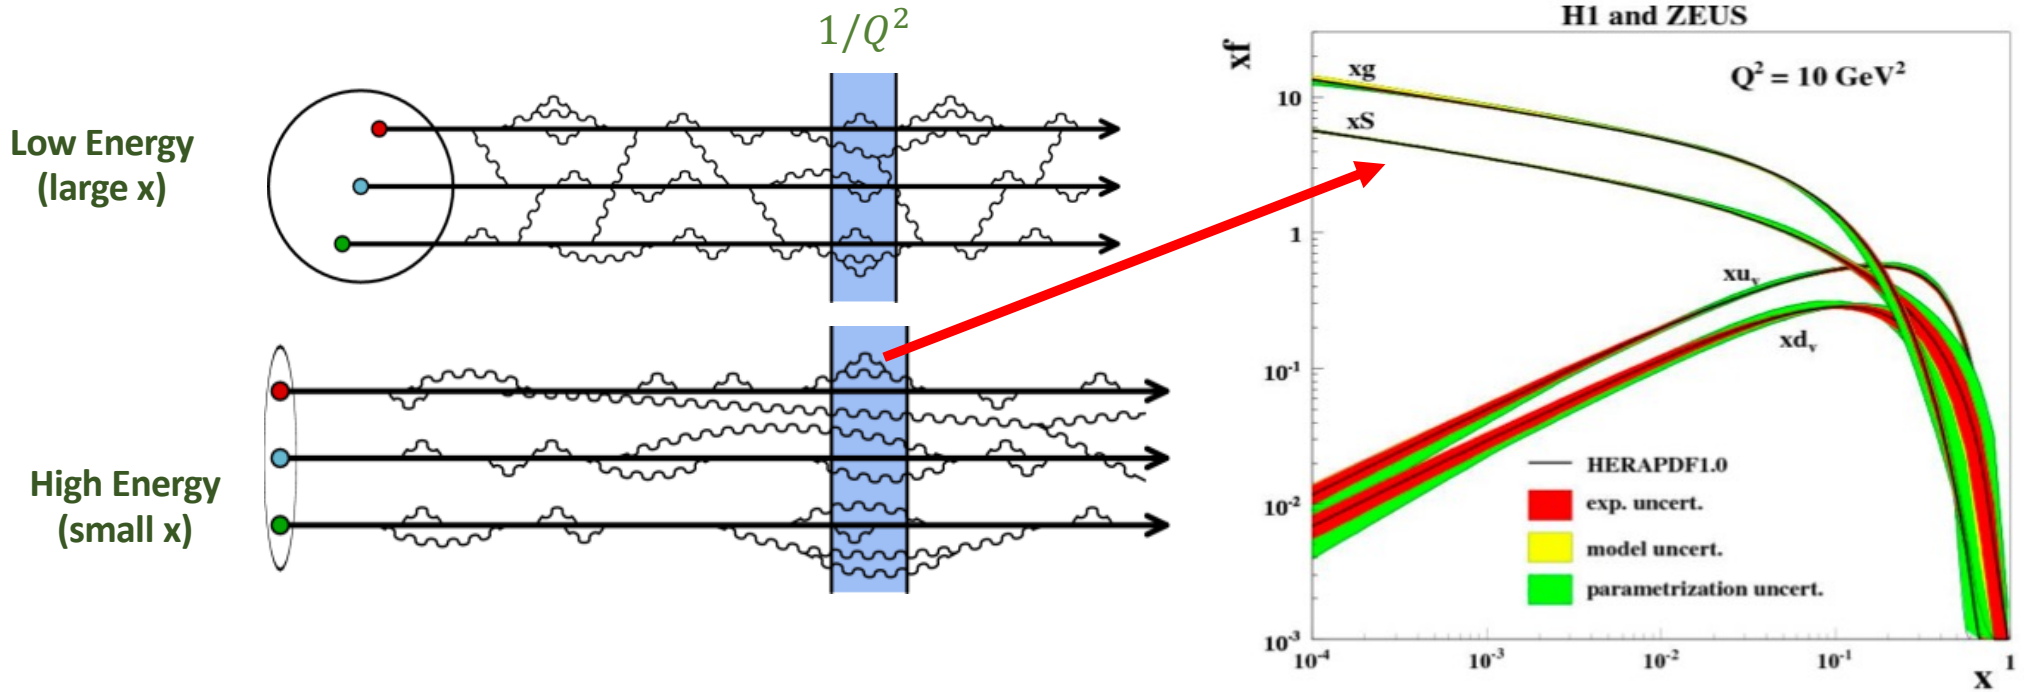 1/Q²
Low Energy
(large x)
High Energy
(small x)
H1 and ZEUS
xf
Q² = 10 GeV²
xg
xS
xuᵥ
xdᵥ
HERAPDF1.0
exp. uncert.
model uncert.
parametrization uncert.
10
1
10⁻¹
10⁻²
10⁻³
10⁻⁴ 10⁻³ 10⁻² 10⁻¹ 1
x